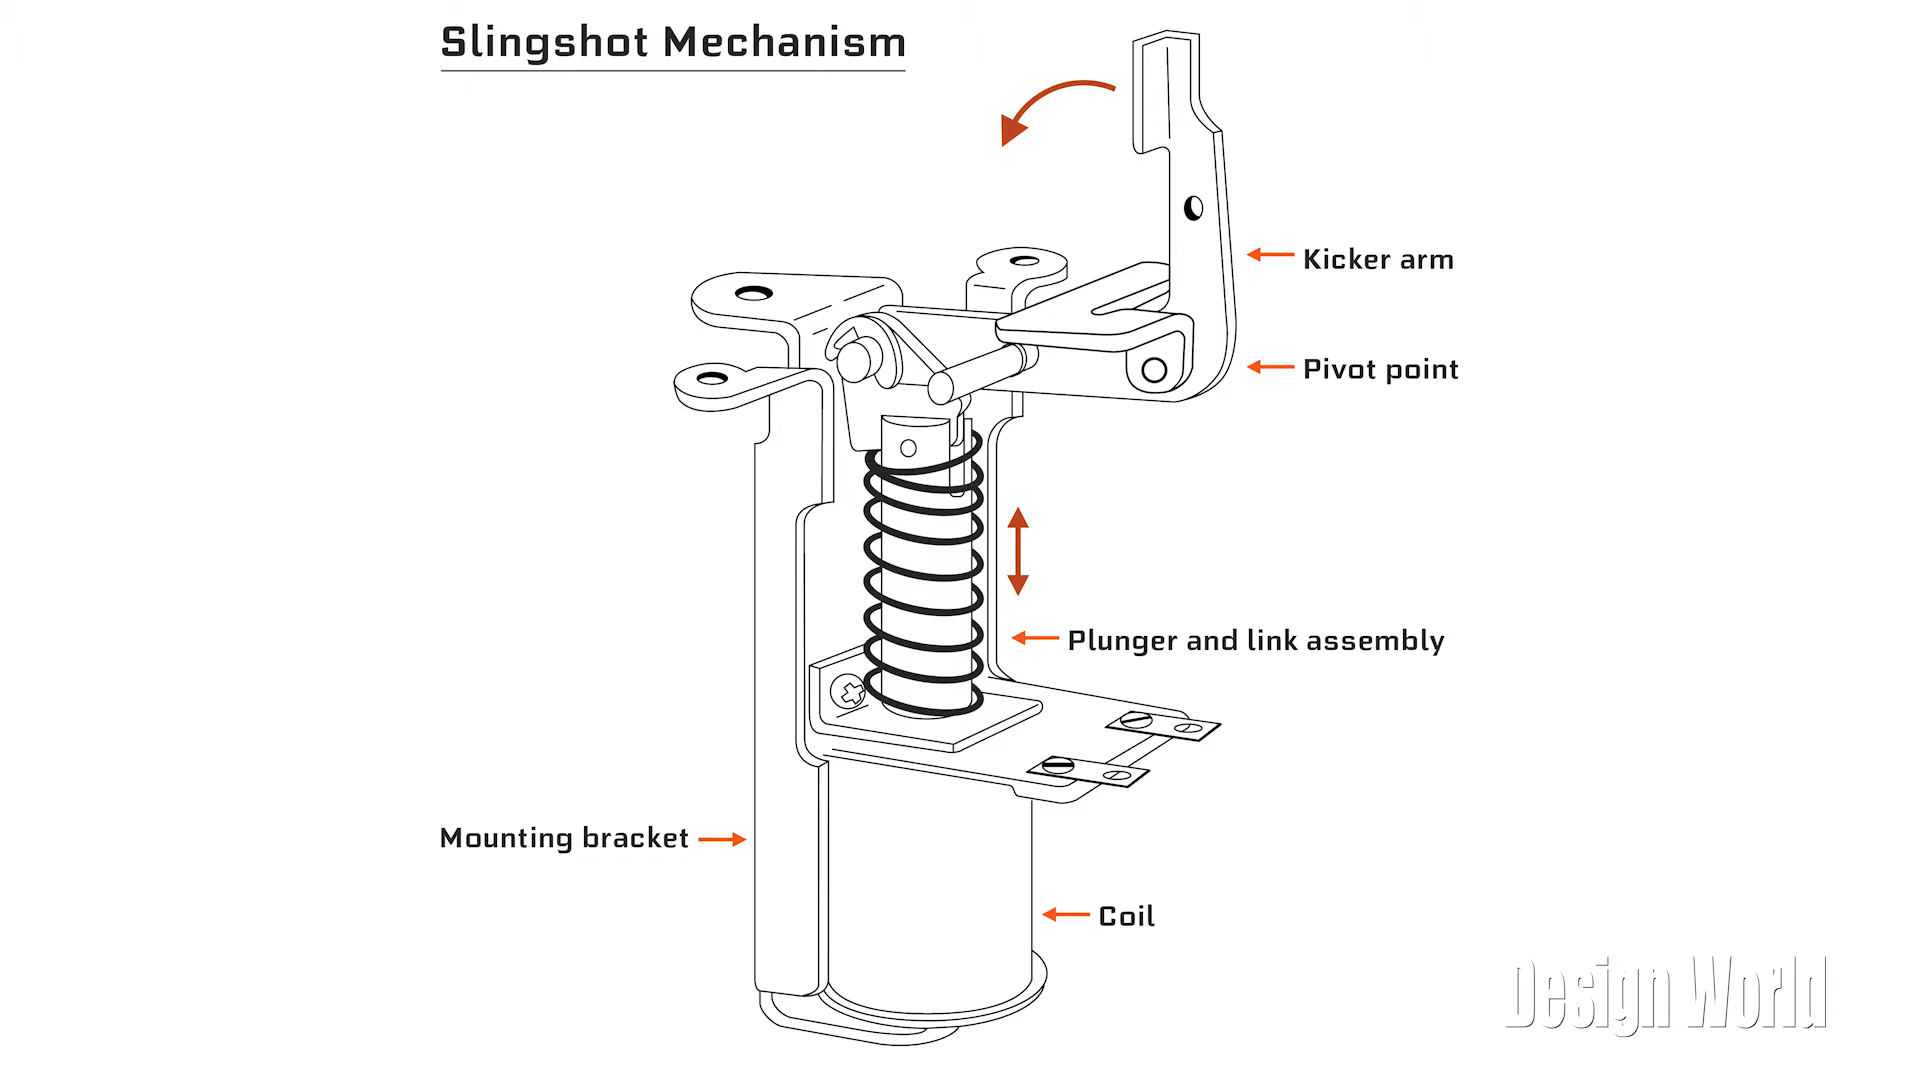 Slingshot Mechanism
Kicker arm
Pivot point
Plunger and link assembly
Mounting bracket
Coil
Design World